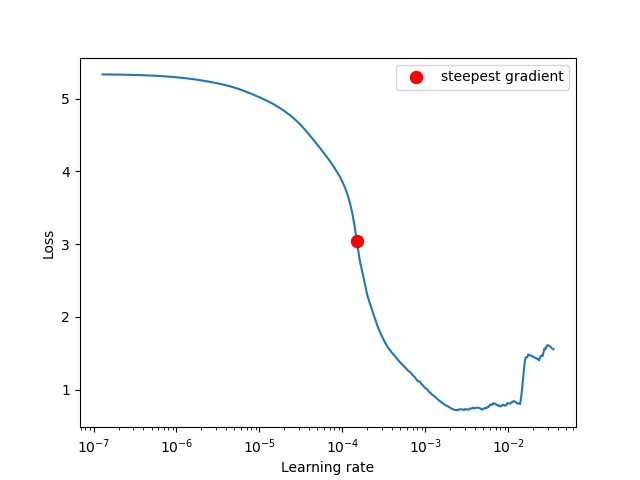 steepest gradient
5
4
3
2
1
Loss
10⁻⁷ 10⁻⁶ 10⁻⁵ 10⁻⁴ 10⁻³ 10⁻²
Learning rate